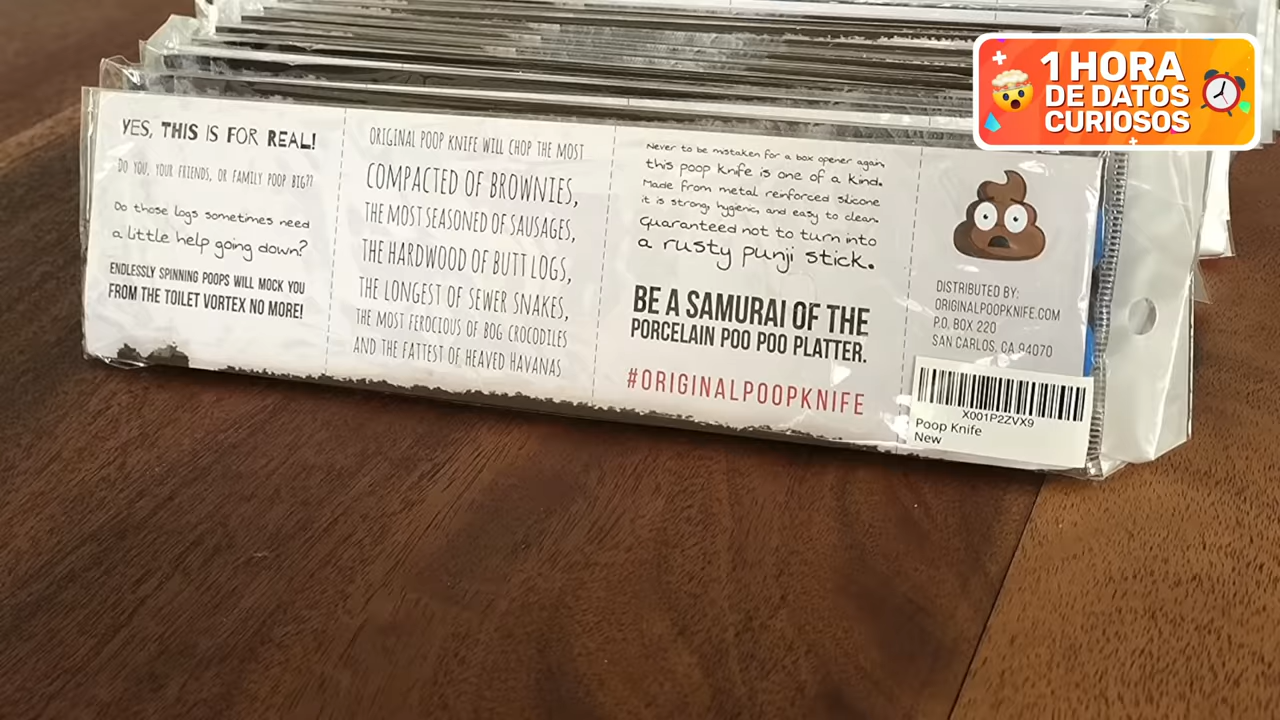 1 HORA
DE DATOS
CURIOSOS
YES, THIS IS FOR REAL!
DO YOU, YOUR FRIENDS, OR FAMILY POOP BIG??
Do those logs sometimes need
a little help going down?
ENDLESSLY SPINNING POOPS WILL MOCK YOU
FROM THE TOILET VORTEX NO MORE!
ORIGINAL POOP KNIFE WILL CHOP THE MOST
COMPACTED OF BROWNIES,
THE MOST SEASONED OF SAUSAGES,
THE HARDWOOD OF BUTT LOGS,
THE LONGEST OF SEWER SNAKES,
THE MOST FEROCIOUS OF BOG CROCODILES
AND THE FATTEST OF HEAVED HAVANAS
Never to be mistaken for a box opener again,
this poop knife is one of a kind.
Made from metal reinforced silicone
it is strong, hygenic, and easy to clean.
Guaranteed not to turn into
a rusty punji stick.
BE A SAMURAI OF THE
PORCELAIN POO POO PLATTER.
#ORIGINALPOOPKNIFE
DISTRIBUTED BY:
ORIGINALPOOPKNIFE.COM
P.O. BOX 220
SAN CARLOS, CA 94070
X001P2ZVX9
Poop Knife
New